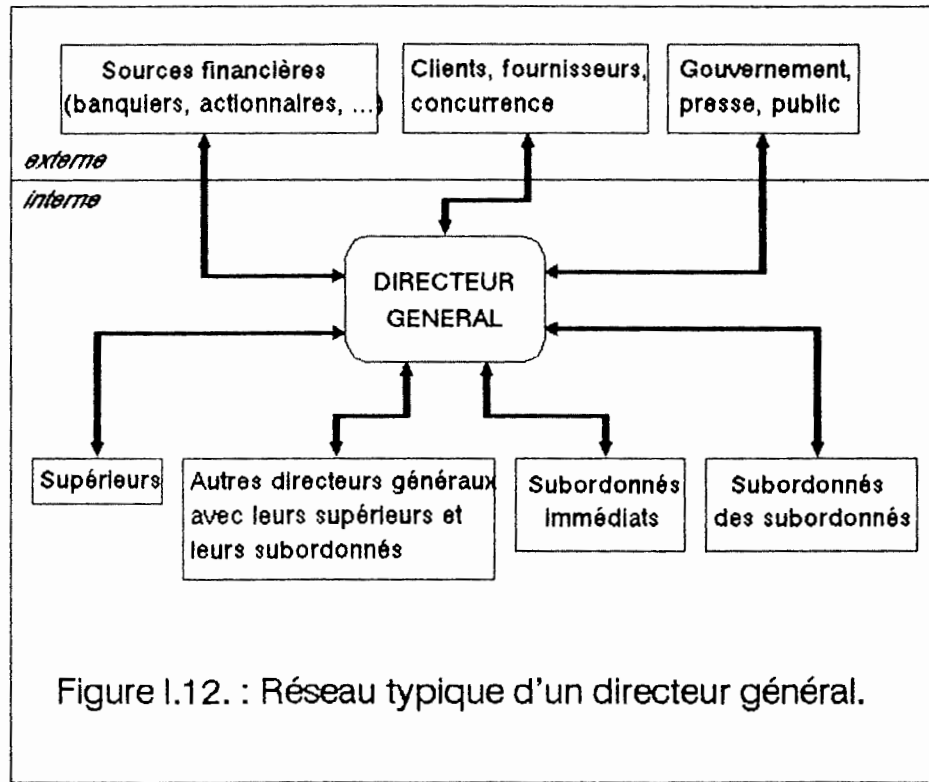 Sources financières
(banquiers, actionnaires, ...)
Clients, fournisseurs,
concurrence
Gouvernement,
presse, public
externe
interne
DIRECTEUR
GENERAL
Supérieurs
Autres directeurs généraux
avec leurs supérieurs et
leurs subordonnés
Subordonnés
immédiats
Subordonnés
des subordonnés
Figure I.12. : Réseau typique d'un directeur général.